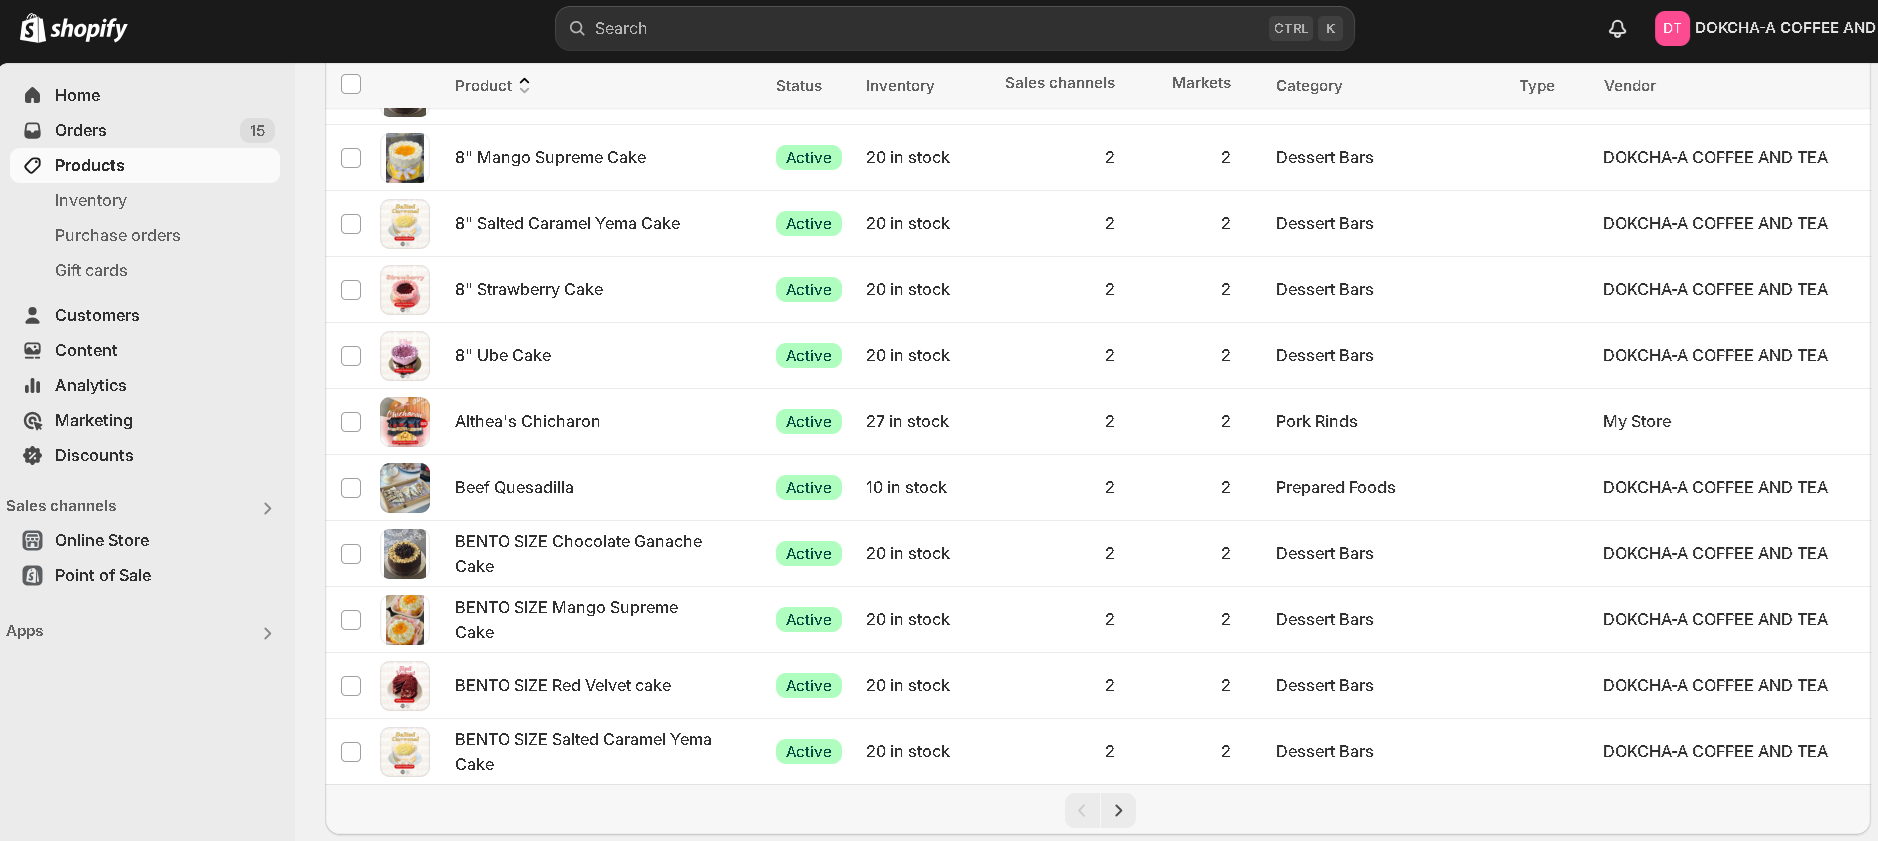 shopify
Search
CTRL K
DT
DOKCHA-A COFFEE AND
Home
Orders 15
Products
Inventory
Purchase orders
Gift cards
Customers
Content
Analytics
Marketing
Discounts
Sales channels
Online Store
Point of Sale
Apps
Product Status Inventory Sales channels Markets Category Type Vendor
8" Mango Supreme Cake Active 20 in stock 2 2 Dessert Bars DOKCHA-A COFFEE AND TEA
8" Salted Caramel Yema Cake Active 20 in stock 2 2 Dessert Bars DOKCHA-A COFFEE AND TEA
8" Strawberry Cake Active 20 in stock 2 2 Dessert Bars DOKCHA-A COFFEE AND TEA
8" Ube Cake Active 20 in stock 2 2 Dessert Bars DOKCHA-A COFFEE AND TEA
Althea's Chicharon Active 27 in stock 2 2 Pork Rinds My Store
Beef Quesadilla Active 10 in stock 2 2 Prepared Foods DOKCHA-A COFFEE AND TEA
BENTO SIZE Chocolate Ganache
Cake Active 20 in stock 2 2 Dessert Bars DOKCHA-A COFFEE AND TEA
BENTO SIZE Mango Supreme
Cake Active 20 in stock 2 2 Dessert Bars DOKCHA-A COFFEE AND TEA
BENTO SIZE Red Velvet cake Active 20 in stock 2 2 Dessert Bars DOKCHA-A COFFEE AND TEA
BENTO SIZE Salted Caramel Yema
Cake Active 20 in stock 2 2 Dessert Bars DOKCHA-A COFFEE AND TEA